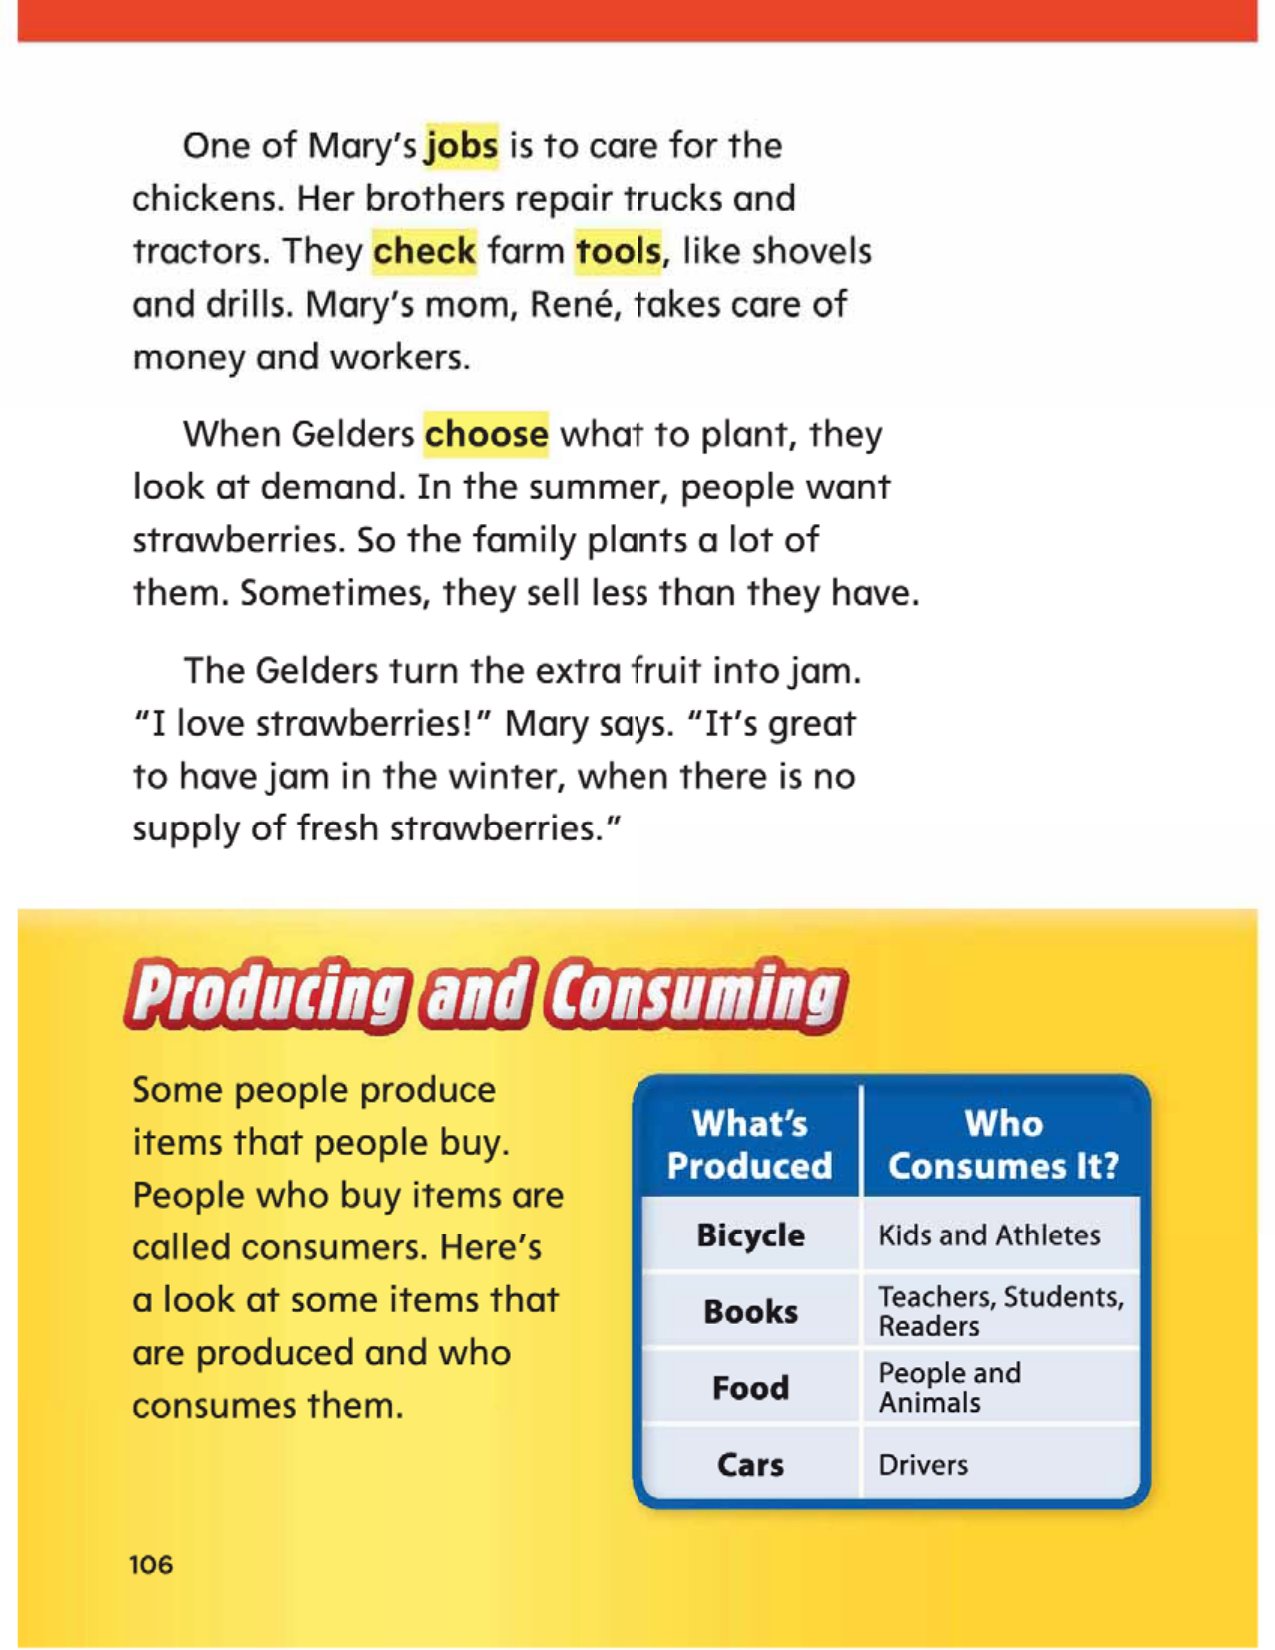 One of Mary's jobs is to care for the
chickens. Her brothers repair trucks and
tractors. They check farm tools, like shovels
and drills. Mary's mom, René, takes care of
money and workers.
When Gelders choose what to plant, they
look at demand. In the summer, people want
strawberries. So the family plants a lot of
them. Sometimes, they sell less than they have.
The Gelders turn the extra fruit into jam.
"I love strawberries!" Mary says. "It's great
to have jam in the winter, when there is no
supply of fresh strawberries."
Producing and Consuming
Some people produce
items that people buy.
People who buy items are
called consumers. Here's
a look at some items that
are produced and who
consumes them.
What's
Produced
Who
Consumes It?
Bicycle
Kids and Athletes
Books
Teachers, Students,
Readers
Food
People and
Animals
Cars
Drivers
106